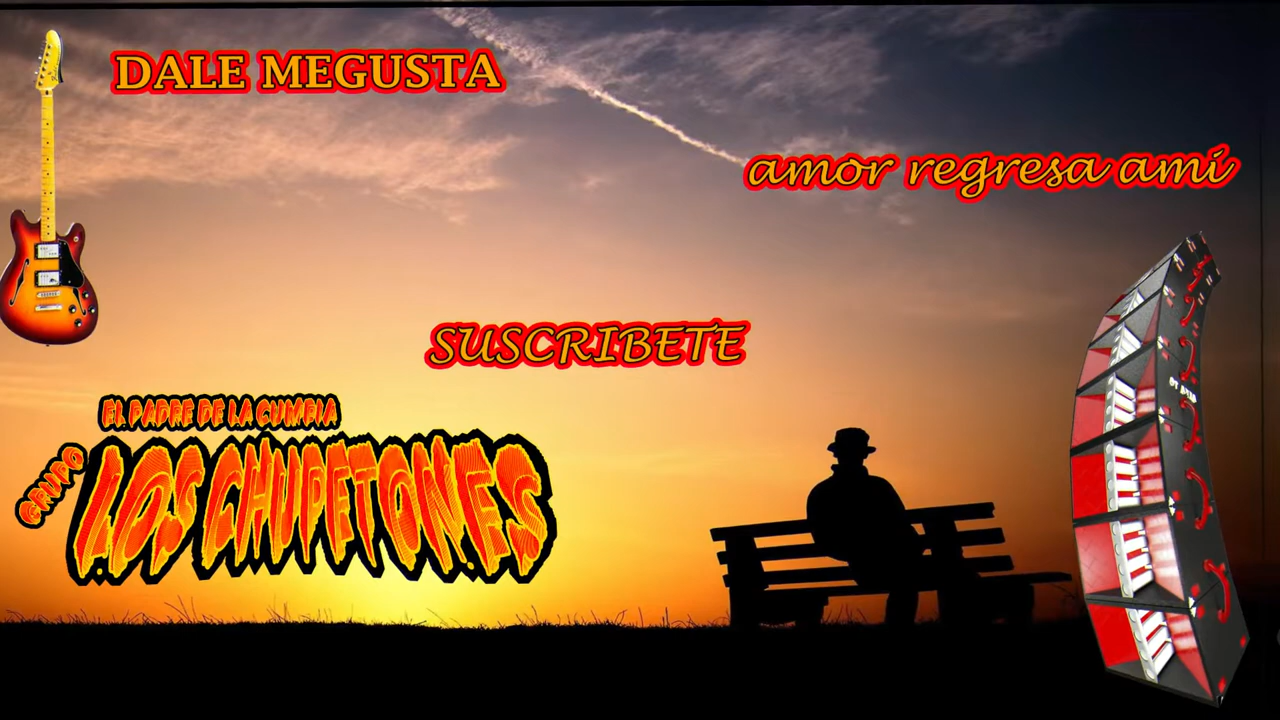 DALE MEGUSTA
amor regresa amí
SUSCRIBETE
EL PADRE DE LA CUMBIA
GRUPO
LOS CHUPETONES